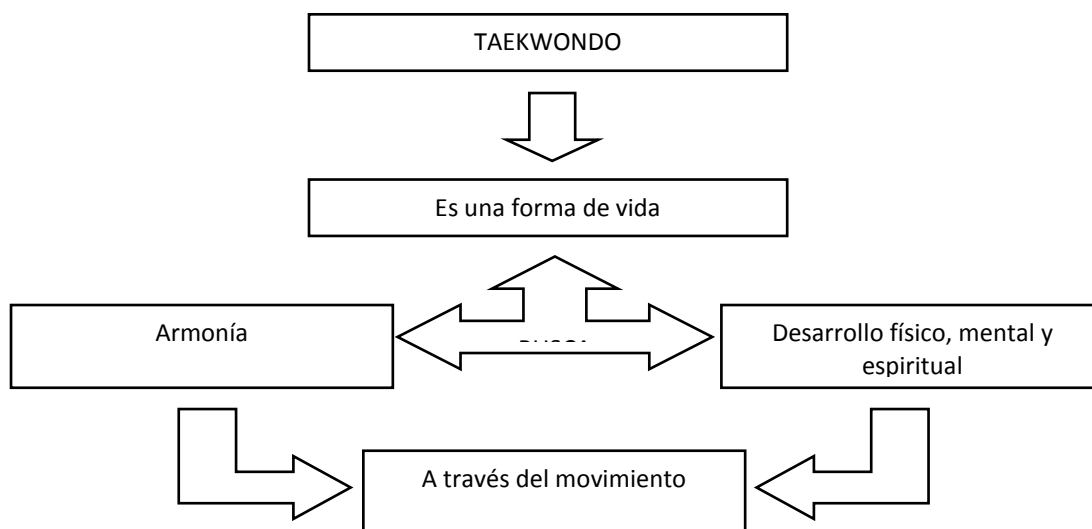 TAEKWONDO
Es una forma de vida
Armonía
Desarrollo físico, mental y
espiritual
A través del movimiento